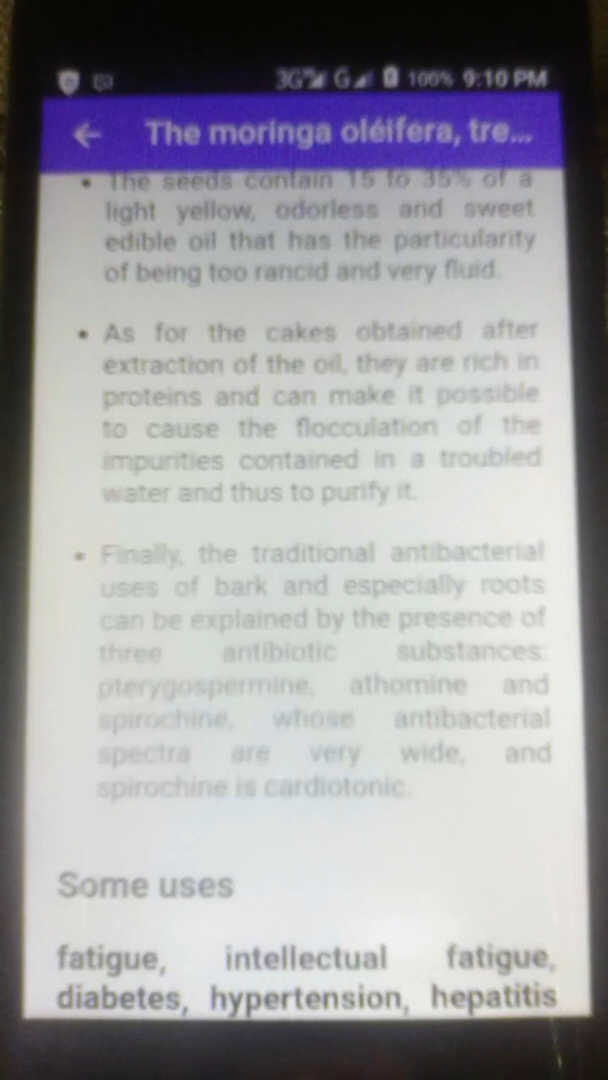 3G G 100% 9:10 PM
← The moringa oléifera, tre...
• The seeds contain 15 to 35% of a
light yellow, odorless and sweet
edible oil that has the particularity
of being too rancid and very fluid.
• As for the cakes obtained after
extraction of the oil, they are rich in
proteins and can make it possible
to cause the flocculation of the
impurities contained in a troubled
water and thus to purify it.
• Finally, the traditional antibacterial
uses of bark and especially roots
can be explained by the presence of
three antibiotic substances:
pterygospermine, athomine and
spirochine, whose antibacterial
spectra are very wide, and
spirochine is cardiotonic.
Some uses
fatigue, intellectual fatigue,
diabetes, hypertension, hepatitis